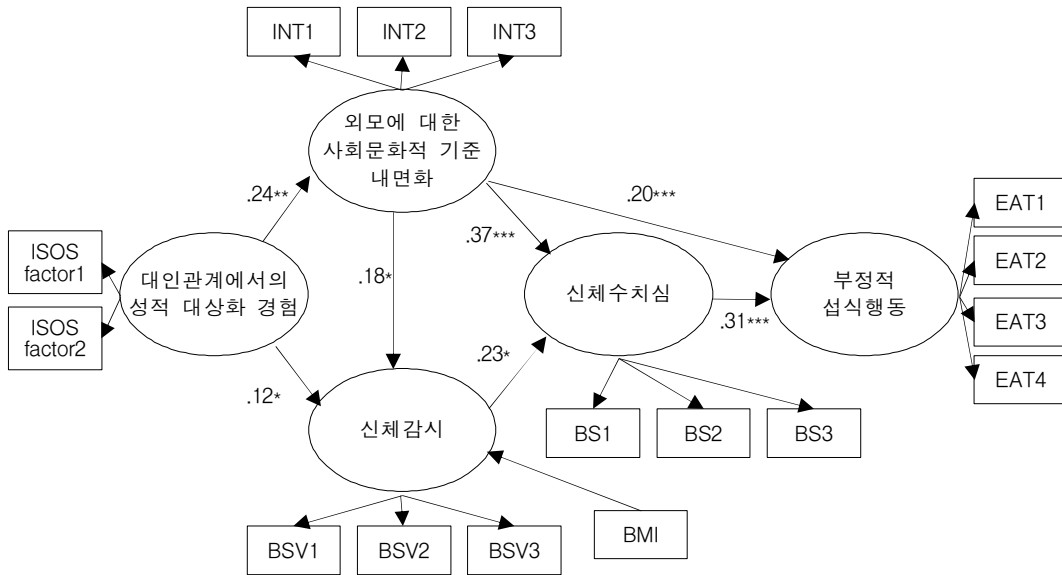 INT1
INT2
INT3
외모에 대한
사회문화적 기준
내면화
.24**
.20***
EAT1
.37***
ISOS
factor1
대인관계에서의
성적 대상화 경험
.18*
신체수치심
부정적
섭식행동
EAT2
ISOS
factor2
.31***
EAT3
.23*
EAT4
.12*
신체감시
BS1
BS2
BS3
BSV1
BSV2
BSV3
BMI